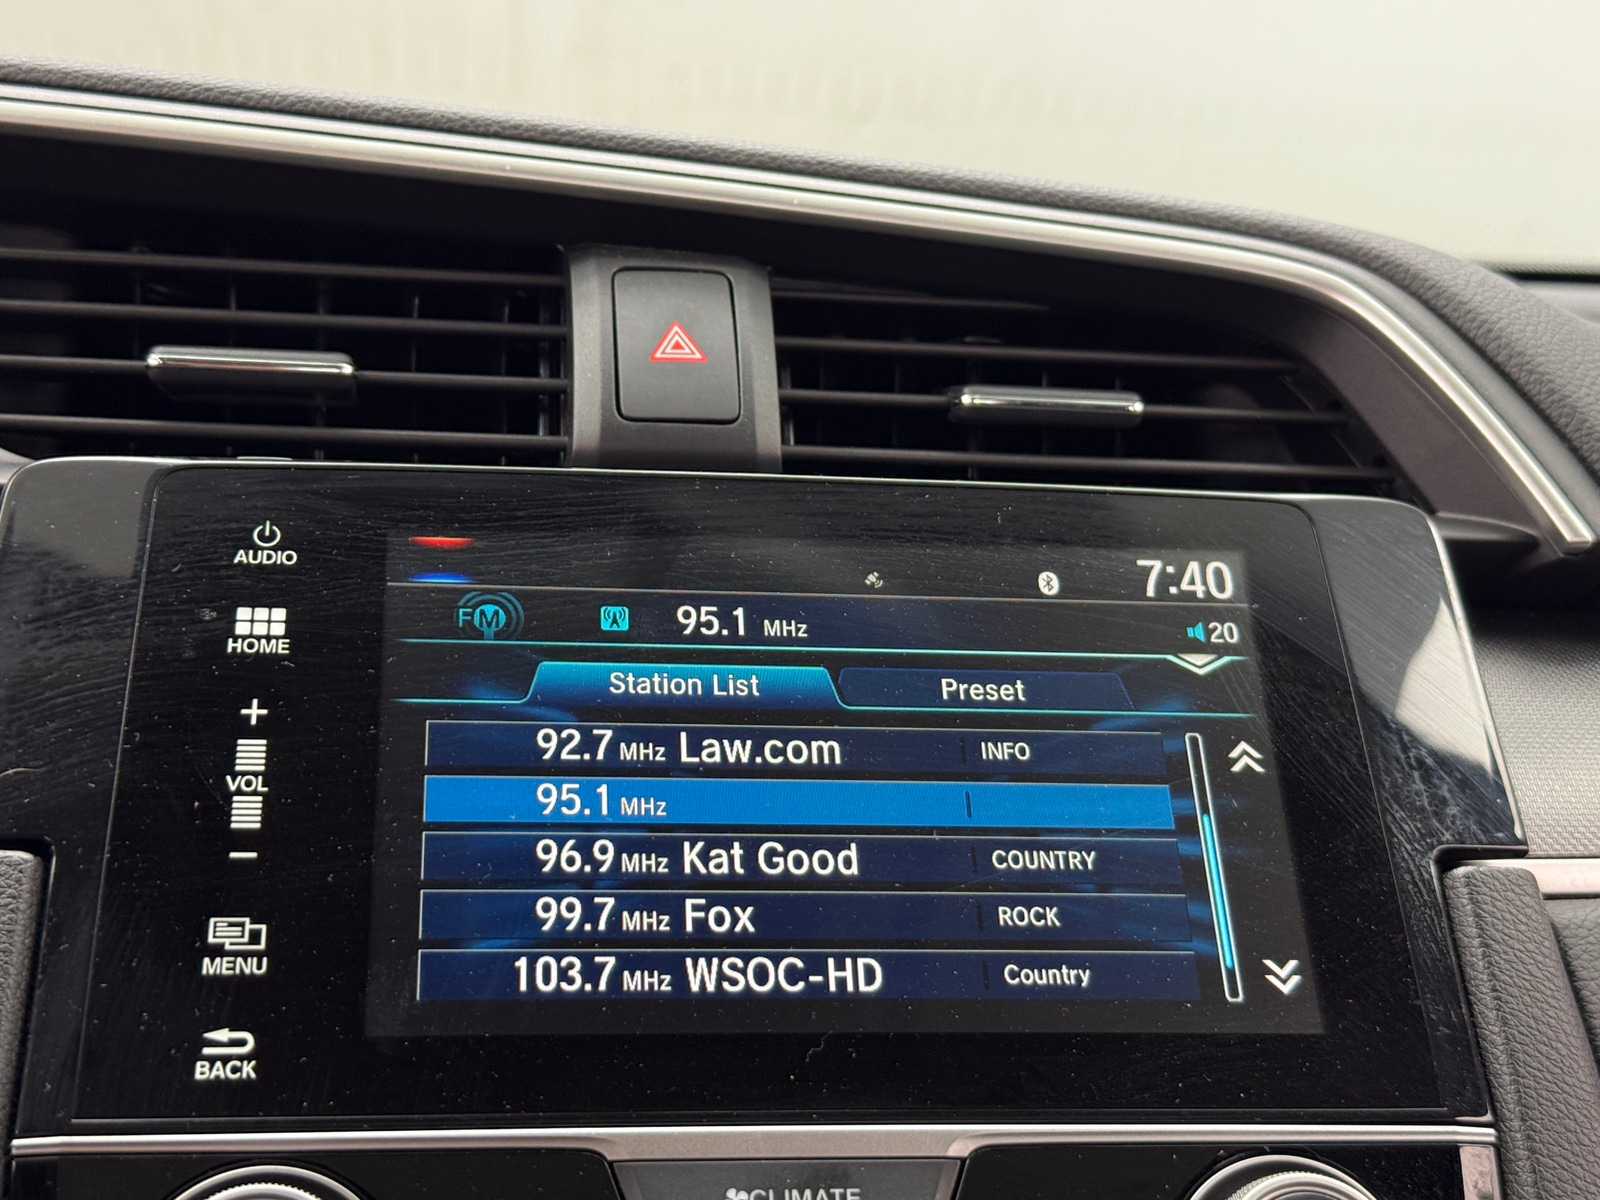 AUDIO
HOME
+
VOL
−
MENU
BACK
7:40
FM
95.1 MHz
20
Station List
Preset
92.7 MHz Law.com INFO
95.1 MHz
96.9 MHz Kat Good COUNTRY
99.7 MHz Fox ROCK
103.7 MHz WSOC-HD Country
CLIMATE